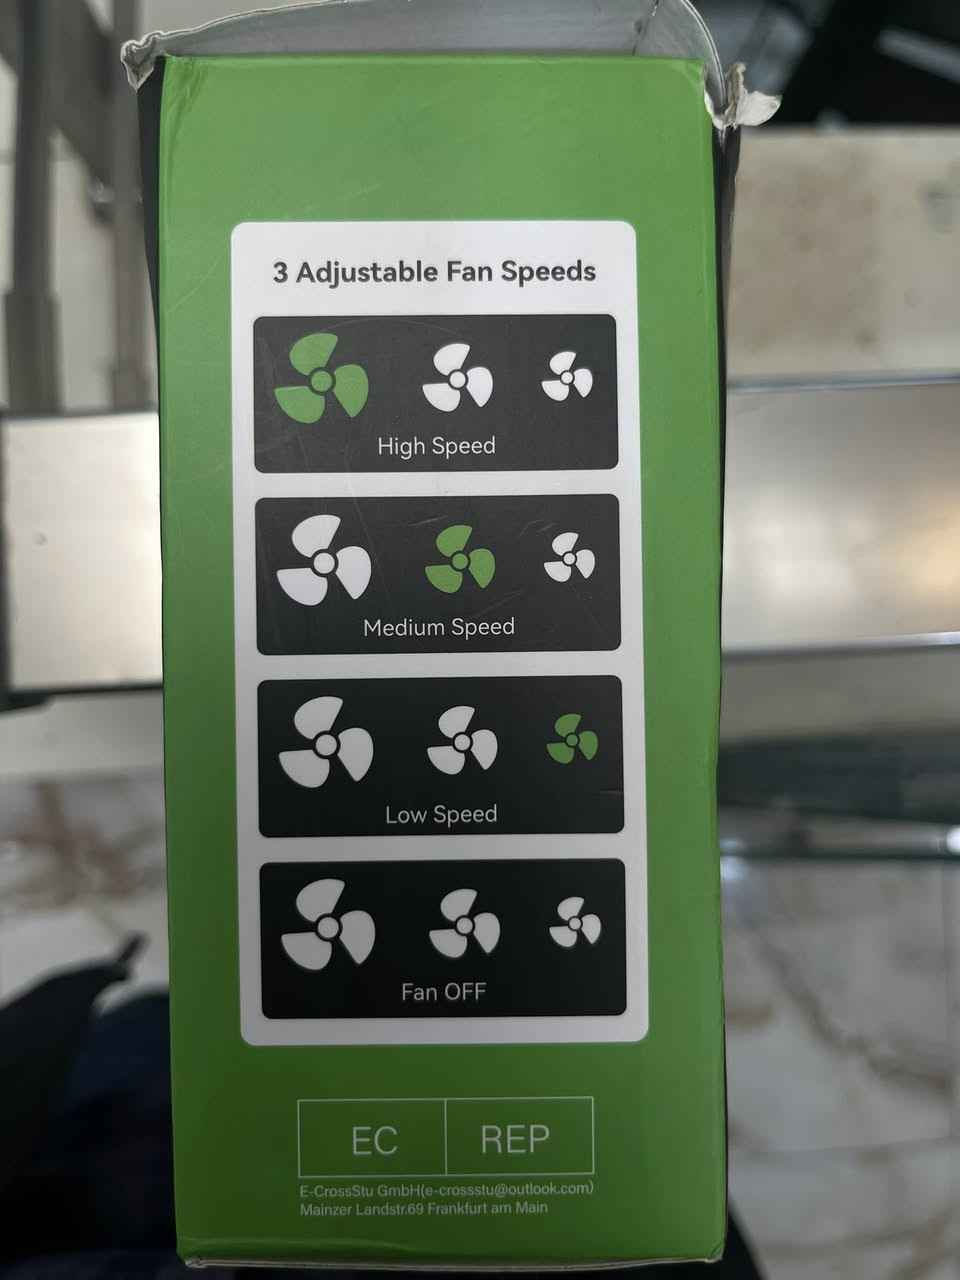 3 Adjustable Fan Speeds
High Speed
Medium Speed
Low Speed
Fan OFF
EC REP
E-CrossStu GmbH(e-crossstu@outlook.com)
Mainzer Landstr.69 Frankfurt am Main